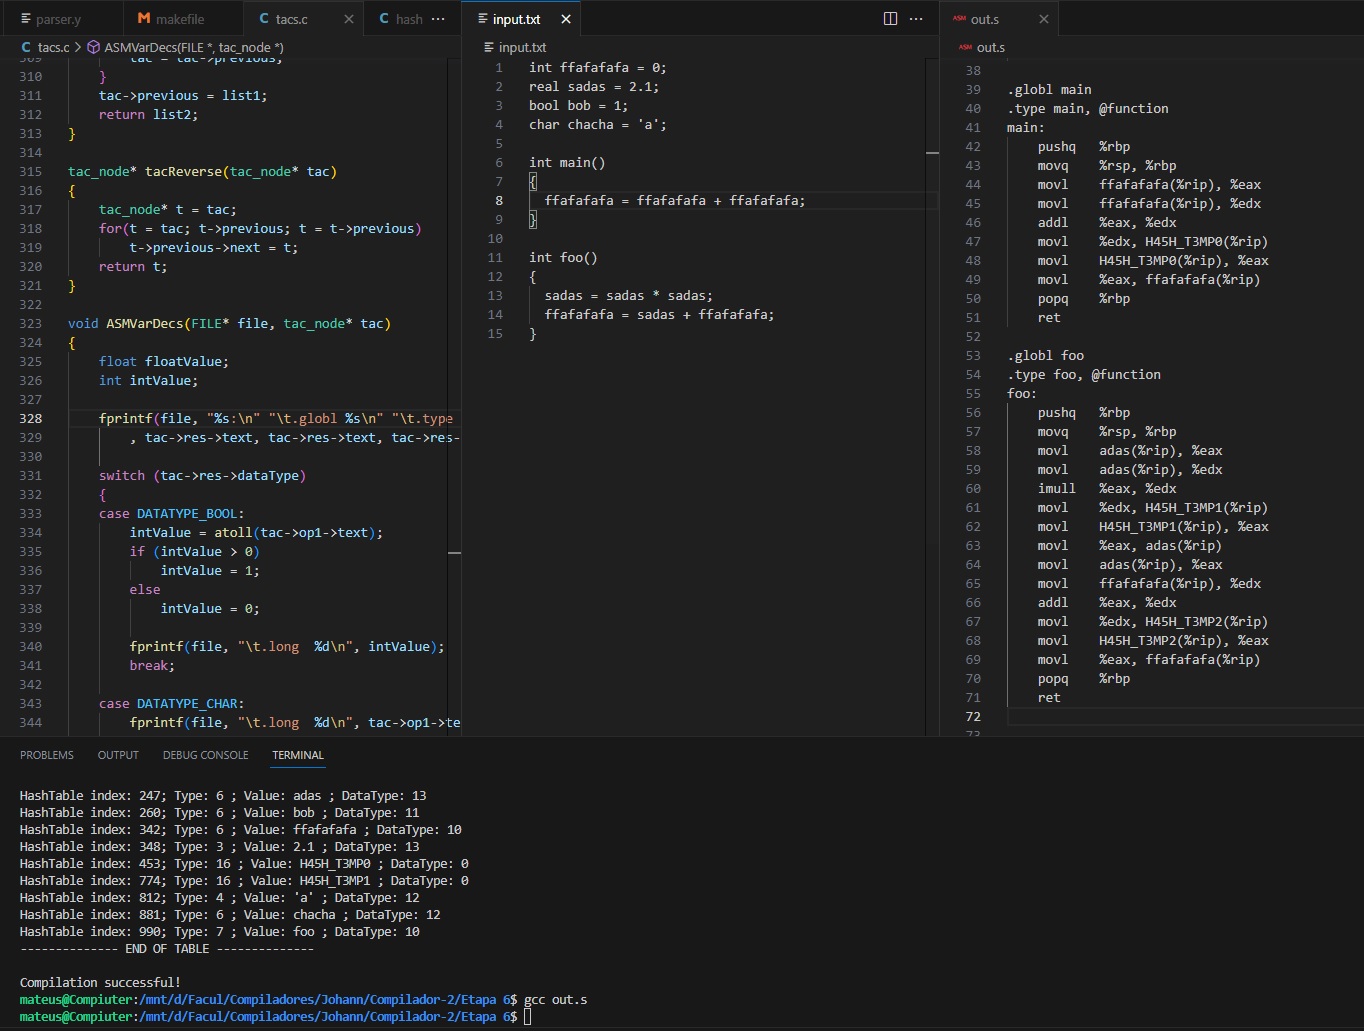 parser.y
M makefile
C tacs.c
C hash ...
C tacs.c > ASMVarDecs(FILE *, tac_node *)
309 tac = tac->previous;
310 }
311 tac->previous = list1;
312 return list2;
313 }
314
315 tac_node* tacReverse(tac_node* tac)
316 {
317 tac_node* t = tac;
318 for(t = tac; t->previous; t = t->previous)
319 t->previous->next = t;
320 return t;
321 }
322
323 void ASMVarDecs(FILE* file, tac_node* tac)
324 {
325 float floatValue;
326 int intValue;
327
328 fprintf(file, "%s:\n" "\t.globl %s\n" "\t.type
329 , tac->res->text, tac->res->text, tac->res-
330
331 switch (tac->res->dataType)
332 {
333 case DATATYPE_BOOL:
334 intValue = atoll(tac->op1->text);
335 if (intValue > 0)
336 intValue = 1;
337 else
338 intValue = 0;
339
340 fprintf(file, "\t.long  %d\n", intValue);
341 break;
342
343 case DATATYPE_CHAR:
344 fprintf(file, "\t.long  %d\n", tac->op1->te
input.txt
...
input.txt
1 int ffafafafa = 0;
2 real sadas = 2.1;
3 bool bob = 1;
4 char chacha = 'a';
5
6 int main()
7 {
8 ffafafafa = ffafafafa + ffafafafa;
9 }
10
11 int foo()
12 {
13 sadas = sadas * sadas;
14 ffafafafa = sadas + ffafafafa;
15 }
ASM out.s
ASM out.s
38
39 .globl main
40 .type main, @function
41 main:
42 pushq   %rbp
43 movq    %rsp, %rbp
44 movl    ffafafafa(%rip), %eax
45 movl    ffafafafa(%rip), %edx
46 addl    %eax, %edx
47 movl    %edx, H45H_T3MP0(%rip)
48 movl    H45H_T3MP0(%rip), %eax
49 movl    %eax, ffafafafa(%rip)
50 popq    %rbp
51 ret
52
53 .globl foo
54 .type foo, @function
55 foo:
56 pushq   %rbp
57 movq    %rsp, %rbp
58 movl    adas(%rip), %eax
59 movl    adas(%rip), %edx
60 imull   %eax, %edx
61 movl    %edx, H45H_T3MP1(%rip)
62 movl    H45H_T3MP1(%rip), %eax
63 movl    %eax, adas(%rip)
64 movl    adas(%rip), %eax
65 movl    ffafafafa(%rip), %edx
66 addl    %eax, %edx
67 movl    %edx, H45H_T3MP2(%rip)
68 movl    H45H_T3MP2(%rip), %eax
69 movl    %eax, ffafafafa(%rip)
70 popq    %rbp
71 ret
72
73
PROBLEMS OUTPUT DEBUG CONSOLE TERMINAL
HashTable index: 247; Type: 6 ; Value: adas ; DataType: 13
HashTable index: 260; Type: 6 ; Value: bob ; DataType: 11
HashTable index: 342; Type: 6 ; Value: ffafafafa ; DataType: 10
HashTable index: 348; Type: 3 ; Value: 2.1 ; DataType: 13
HashTable index: 453; Type: 16 ; Value: H45H_T3MP0 ; DataType: 0
HashTable index: 774; Type: 16 ; Value: H45H_T3MP1 ; DataType: 0
HashTable index: 812; Type: 4 ; Value: 'a' ; DataType: 12
HashTable index: 881; Type: 6 ; Value: chacha ; DataType: 12
HashTable index: 990; Type: 7 ; Value: foo ; DataType: 10
-------------- END OF TABLE --------------
Compilation successful!
mateus@Compiuter:/mnt/d/Facul/Compiladores/Johann/Compilador-2/Etapa 6$ gcc out.s
mateus@Compiuter:/mnt/d/Facul/Compiladores/Johann/Compilador-2/Etapa 6$